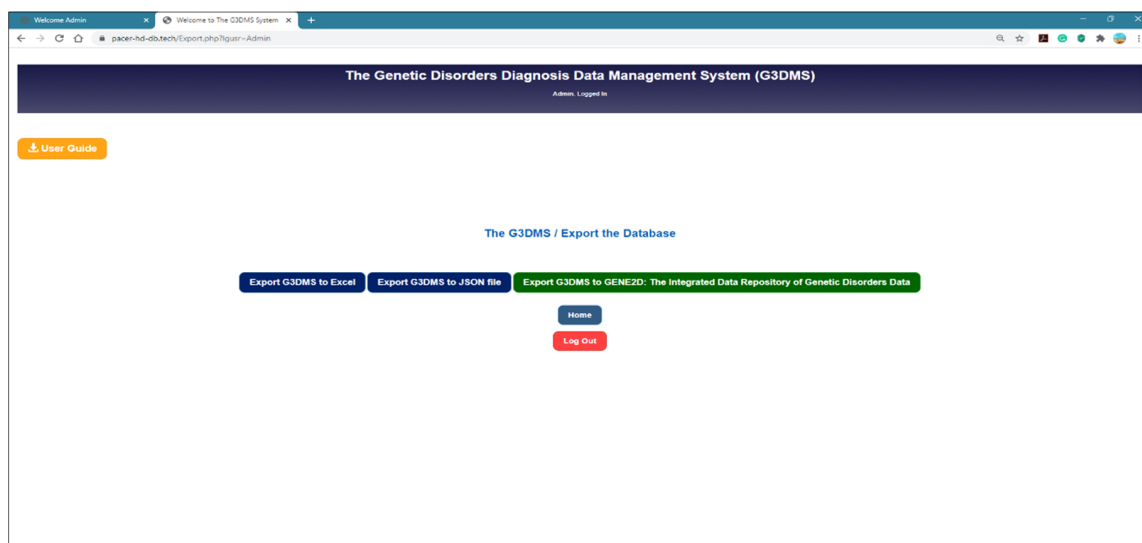 Welcome Admin
Welcome to The G3DMS System
pacer-hd-db.tech/Export.php?lgusr=Admin
The Genetic Disorders Diagnosis Data Management System (G3DMS)
Admin. Logged In
User Guide
The G3DMS / Export the Database
Export G3DMS to Excel Export G3DMS to JSON file Export G3DMS to GENE2D: The Integrated Data Repository of Genetic Disorders Data
Home
Log Out